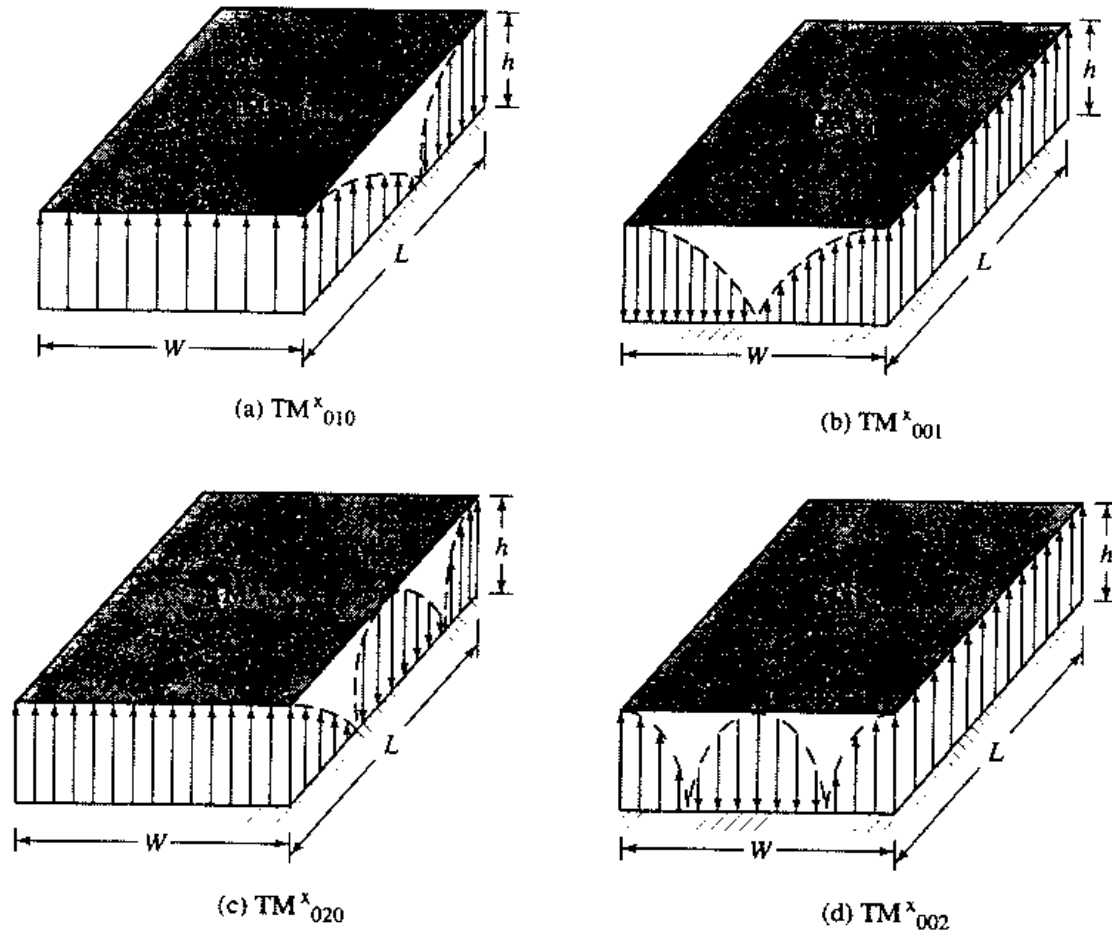 h
L
W
(a) TM^x_010
h
L
W
(b) TM^x_001
h
L
W
(c) TM^x_020
h
L
W
(d) TM^x_002